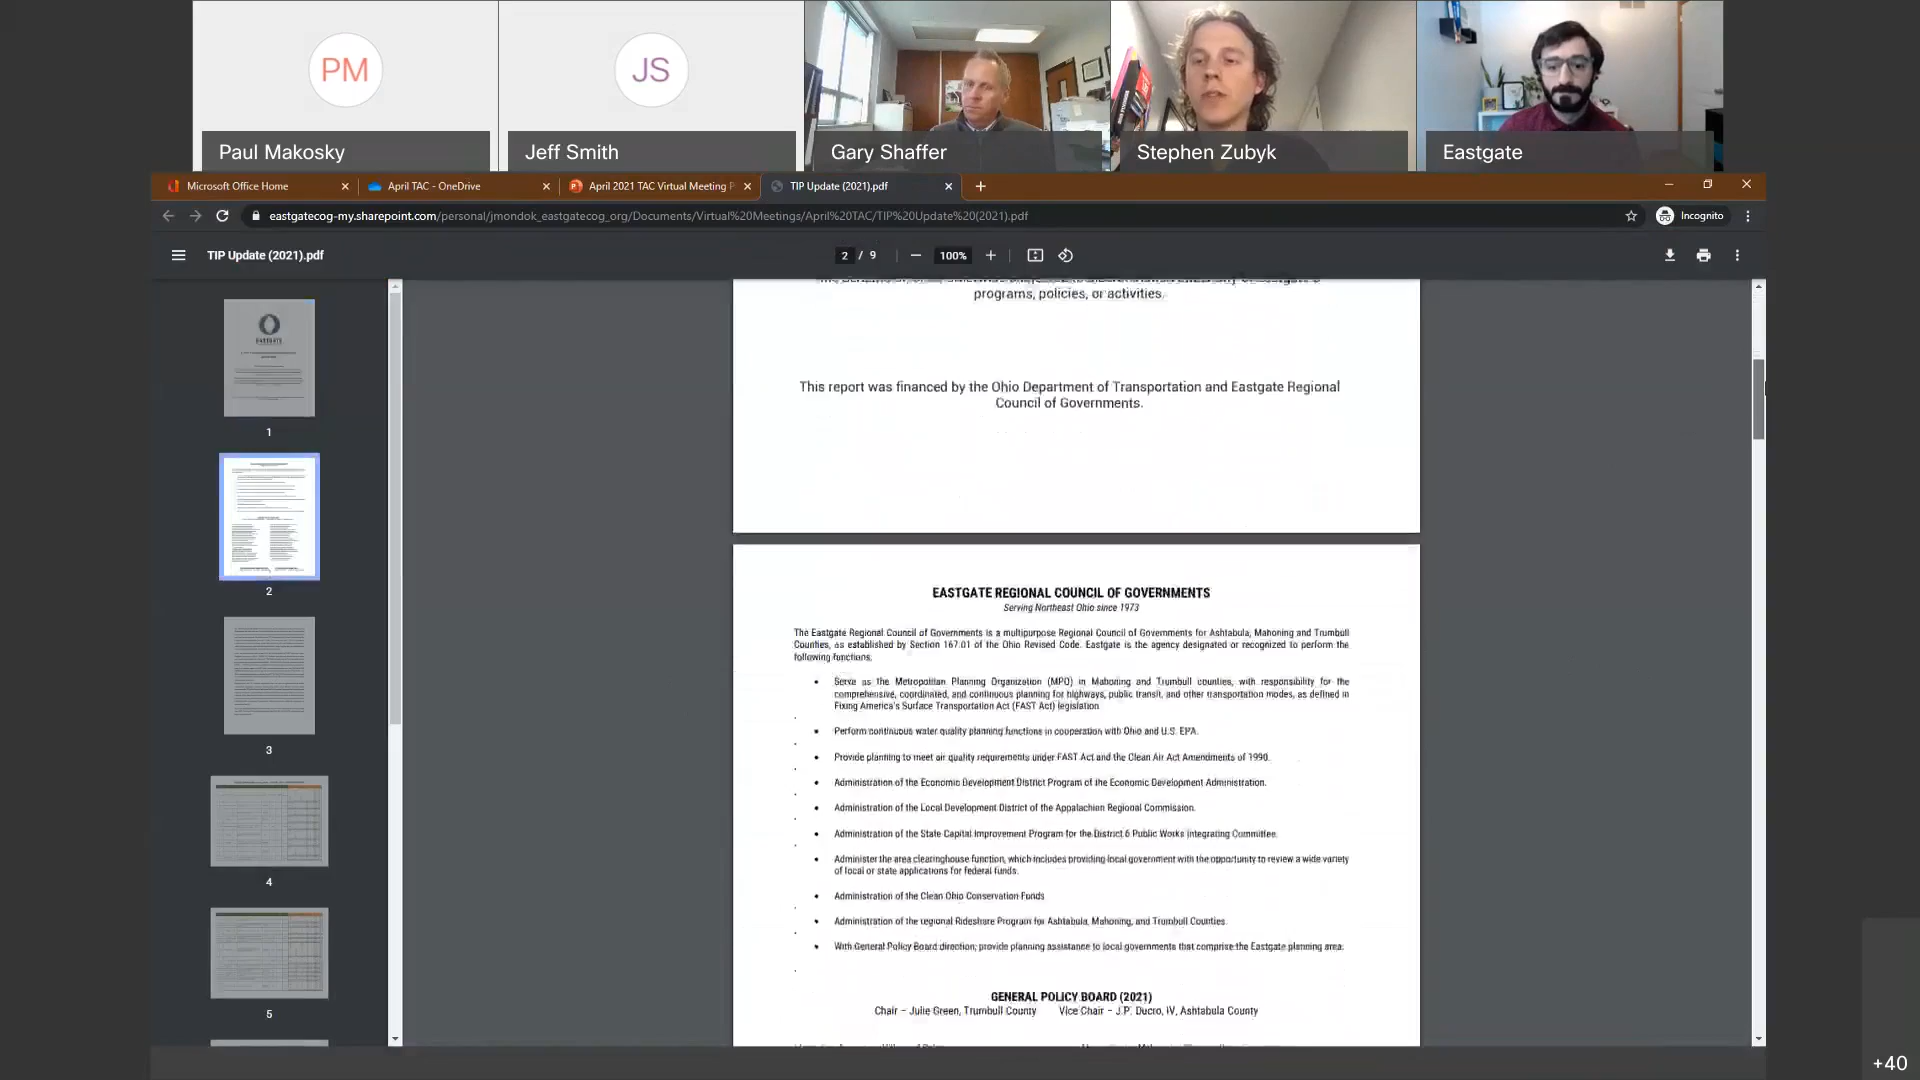 PM
JS
Paul Makosky
Jeff Smith
Gary Shaffer
Stephen Zubyk
Eastgate
Microsoft Office Home
April TAC - OneDrive
April 2021 TAC Virtual Meeting P
TIP Update (2021).pdf
eastgatecog-my.sharepoint.com/personal/jmondok_eastgatecog_org/Documents/Virtual%20Meetings/April%20TAC/TIP%20Update%20(2021).pdf
Incognito
TIP Update (2021).pdf
2 / 9
100%
1
2
3
4
5
programs, policies, or activities.
This report was financed by the Ohio Department of Transportation and Eastgate Regional
Council of Governments.
EASTGATE REGIONAL COUNCIL OF GOVERNMENTS
Serving Northeast Ohio since 1973
The Eastgate Regional Council of Governments is a multipurpose Regional Council of Governments for Ashtabula, Mahoning and Trumbull
Counties, as established by Section 167.01 of the Ohio Revised Code. Eastgate is the agency designated or recognized to perform the
following functions:
• Serve as the Metropolitan Planning Organization (MPO) in Mahoning and Trumbull counties, with responsibility for the
comprehensive, coordinated, and continuous planning for highways, public transit, and other transportation modes, as defined in
Fixing America's Surface Transportation Act (FAST Act) legislation
• Perform continuous water quality planning functions in cooperation with Ohio and U.S. EPA.
• Provide planning to meet air quality requirements under FAST Act and the Clean Air Act Amendments of 1990.
• Administration of the Economic Development District Program of the Economic Development Administration.
• Administration of the Local Development District of the Appalachian Regional Commission.
• Administration of the State Capital Improvement Program for the District 6 Public Works Integrating Committee.
• Administer the area clearinghouse function, which includes providing local government with the opportunity to review a wide variety
of local or state applications for federal funds.
• Administration of the Clean Ohio Conservation Funds
• Administration of the regional Rideshare Program for Ashtabula, Mahoning, and Trumbull Counties.
• With General Policy Board direction, provide planning assistance to local governments that comprise the Eastgate planning area.
GENERAL POLICY BOARD (2021)
Chair – Julie Green, Trumbull County Vice Chair – J.P. Ducro, IV, Ashtabula County
+40